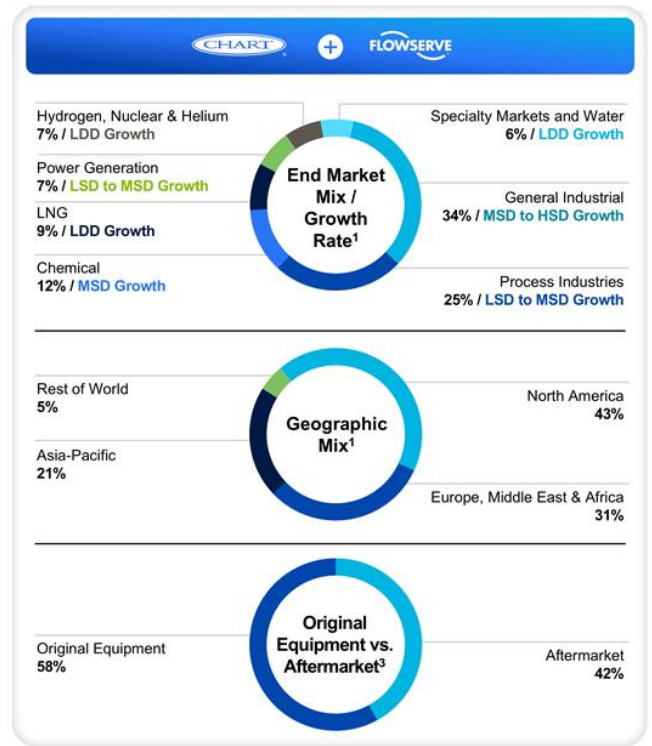 CHART + FLOWSERVE
Hydrogen, Nuclear & Helium
7% / LDD Growth
Power Generation
7% / LSD to MSD Growth
LNG
9% / LDD Growth
Chemical
12% / MSD Growth
End Market
Mix /
Growth
Rate¹
Specialty Markets and Water
6% / LDD Growth
General Industrial
34% / MSD to HSD Growth
Process Industries
25% / LSD to MSD Growth
Rest of World
5%
Asia-Pacific
21%
Geographic
Mix¹
North America
43%
Europe, Middle East & Africa
31%
Original Equipment
58%
Original
Equipment vs.
Aftermarket³
Aftermarket
42%